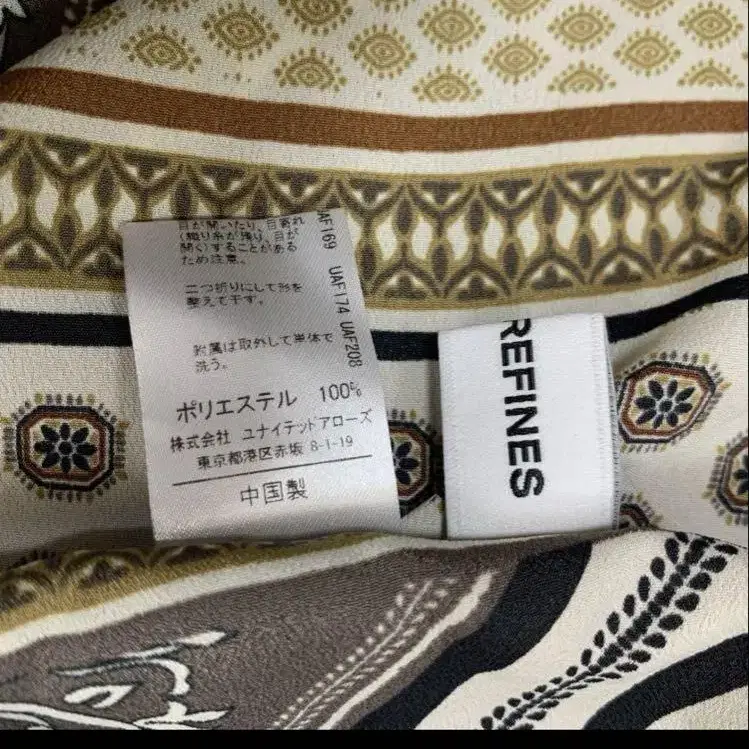 目が開いたり、目寄れ
(織り糸が残り、目が
開く)することがある
ため注意。
二つ折りにして形を
整えて干す。
附属は取外して単体で
洗う。
ポリエステル 100%
株式会社 ユナイテッドアローズ
東京都港区赤坂 8-1-19
中国製
UAF169 UAF174 UAF208
REFINES